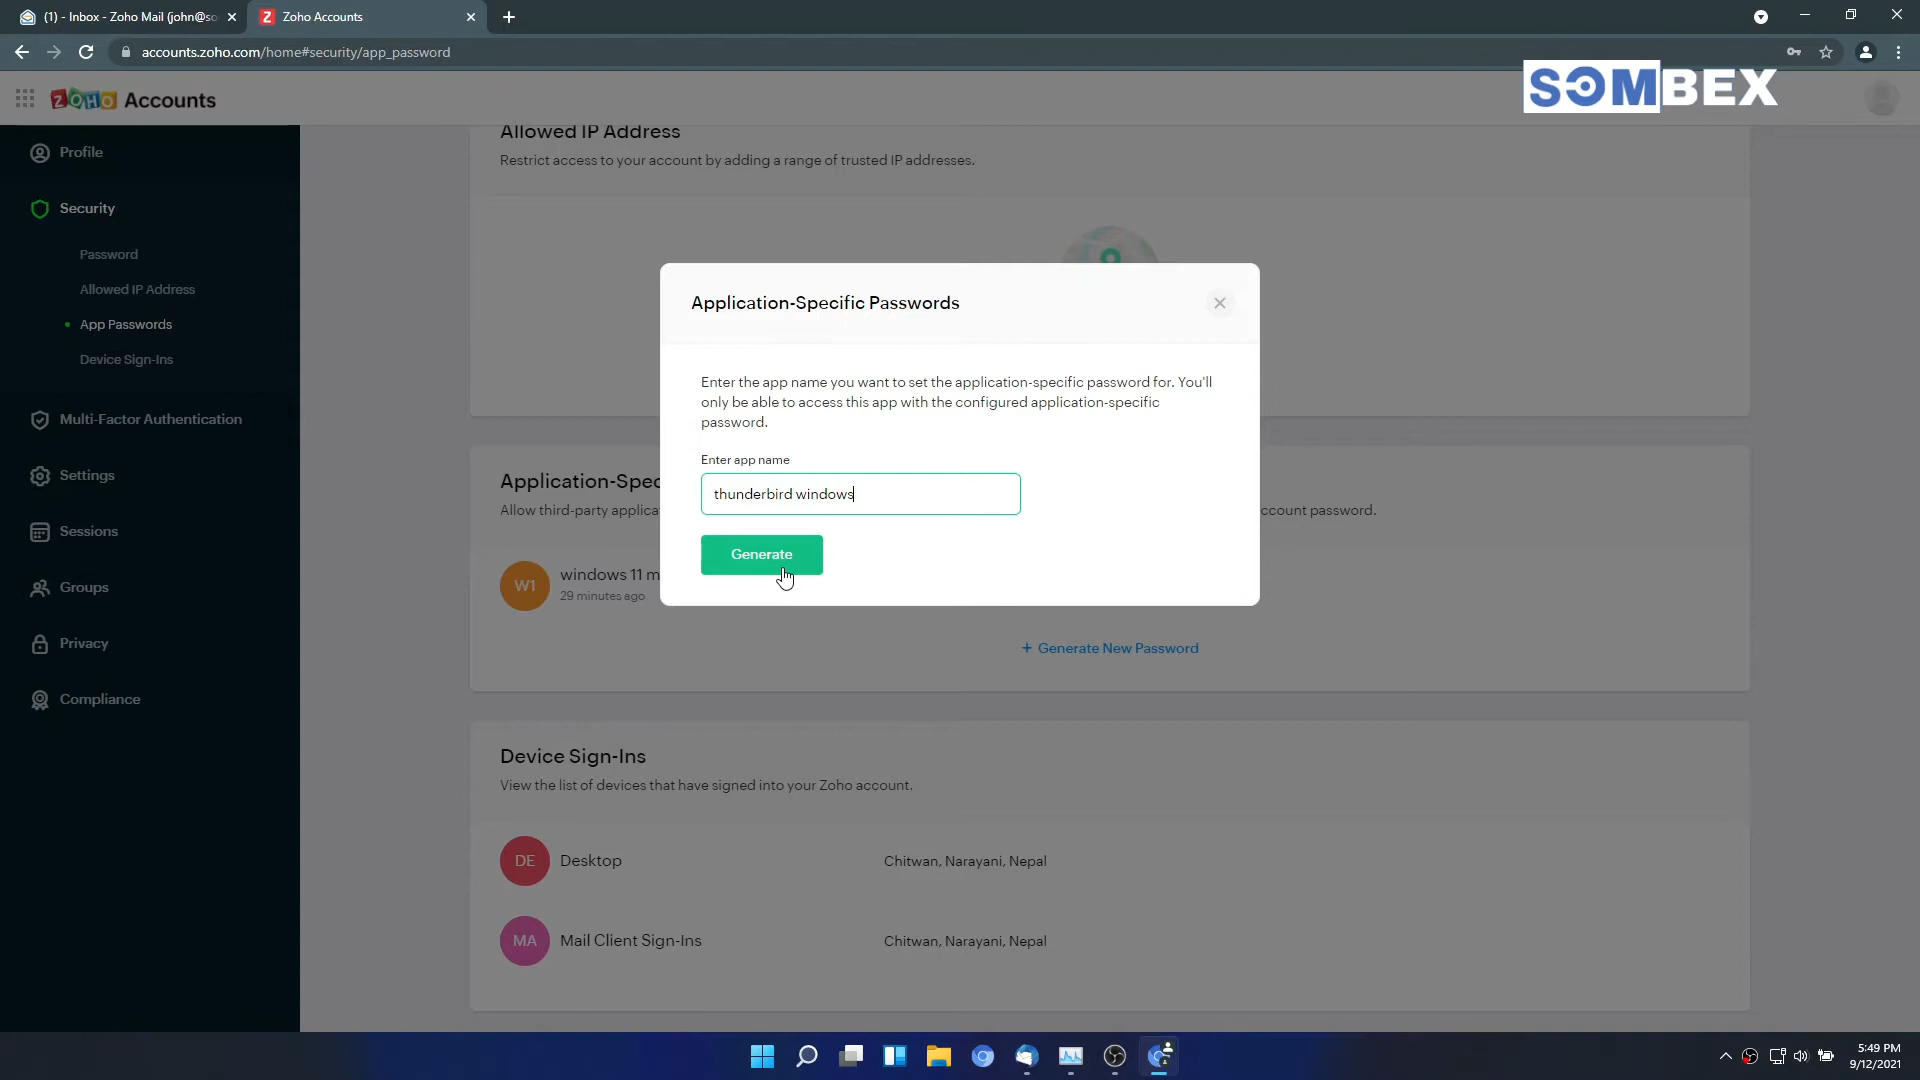 (1) - Inbox - Zoho Mail (john@so
Z Zoho Accounts
accounts.zoho.com/home#security/app_password
ZOHO Accounts
SOMBEX
Profile
Security
Password
Allowed IP Address
App Passwords
Device Sign-Ins
Multi-Factor Authentication
Settings
Sessions
Groups
Privacy
Compliance
Allowed IP Address
Restrict access to your account by adding a range of trusted IP addresses.
Application-Specific Passwords
Enter the app name you want to set the application-specific password for. You'll
only be able to access this app with the configured application-specific
password.
Enter app name
thunderbird windows
Generate
Application-Spec
Allow third-party applica
ccount password.
W1
windows 11 m
29 minutes ago
+ Generate New Password
Device Sign-Ins
View the list of devices that have signed into your Zoho account.
DE Desktop Chitwan, Narayani, Nepal
MA Mail Client Sign-Ins Chitwan, Narayani, Nepal
5:49 PM
9/12/2021